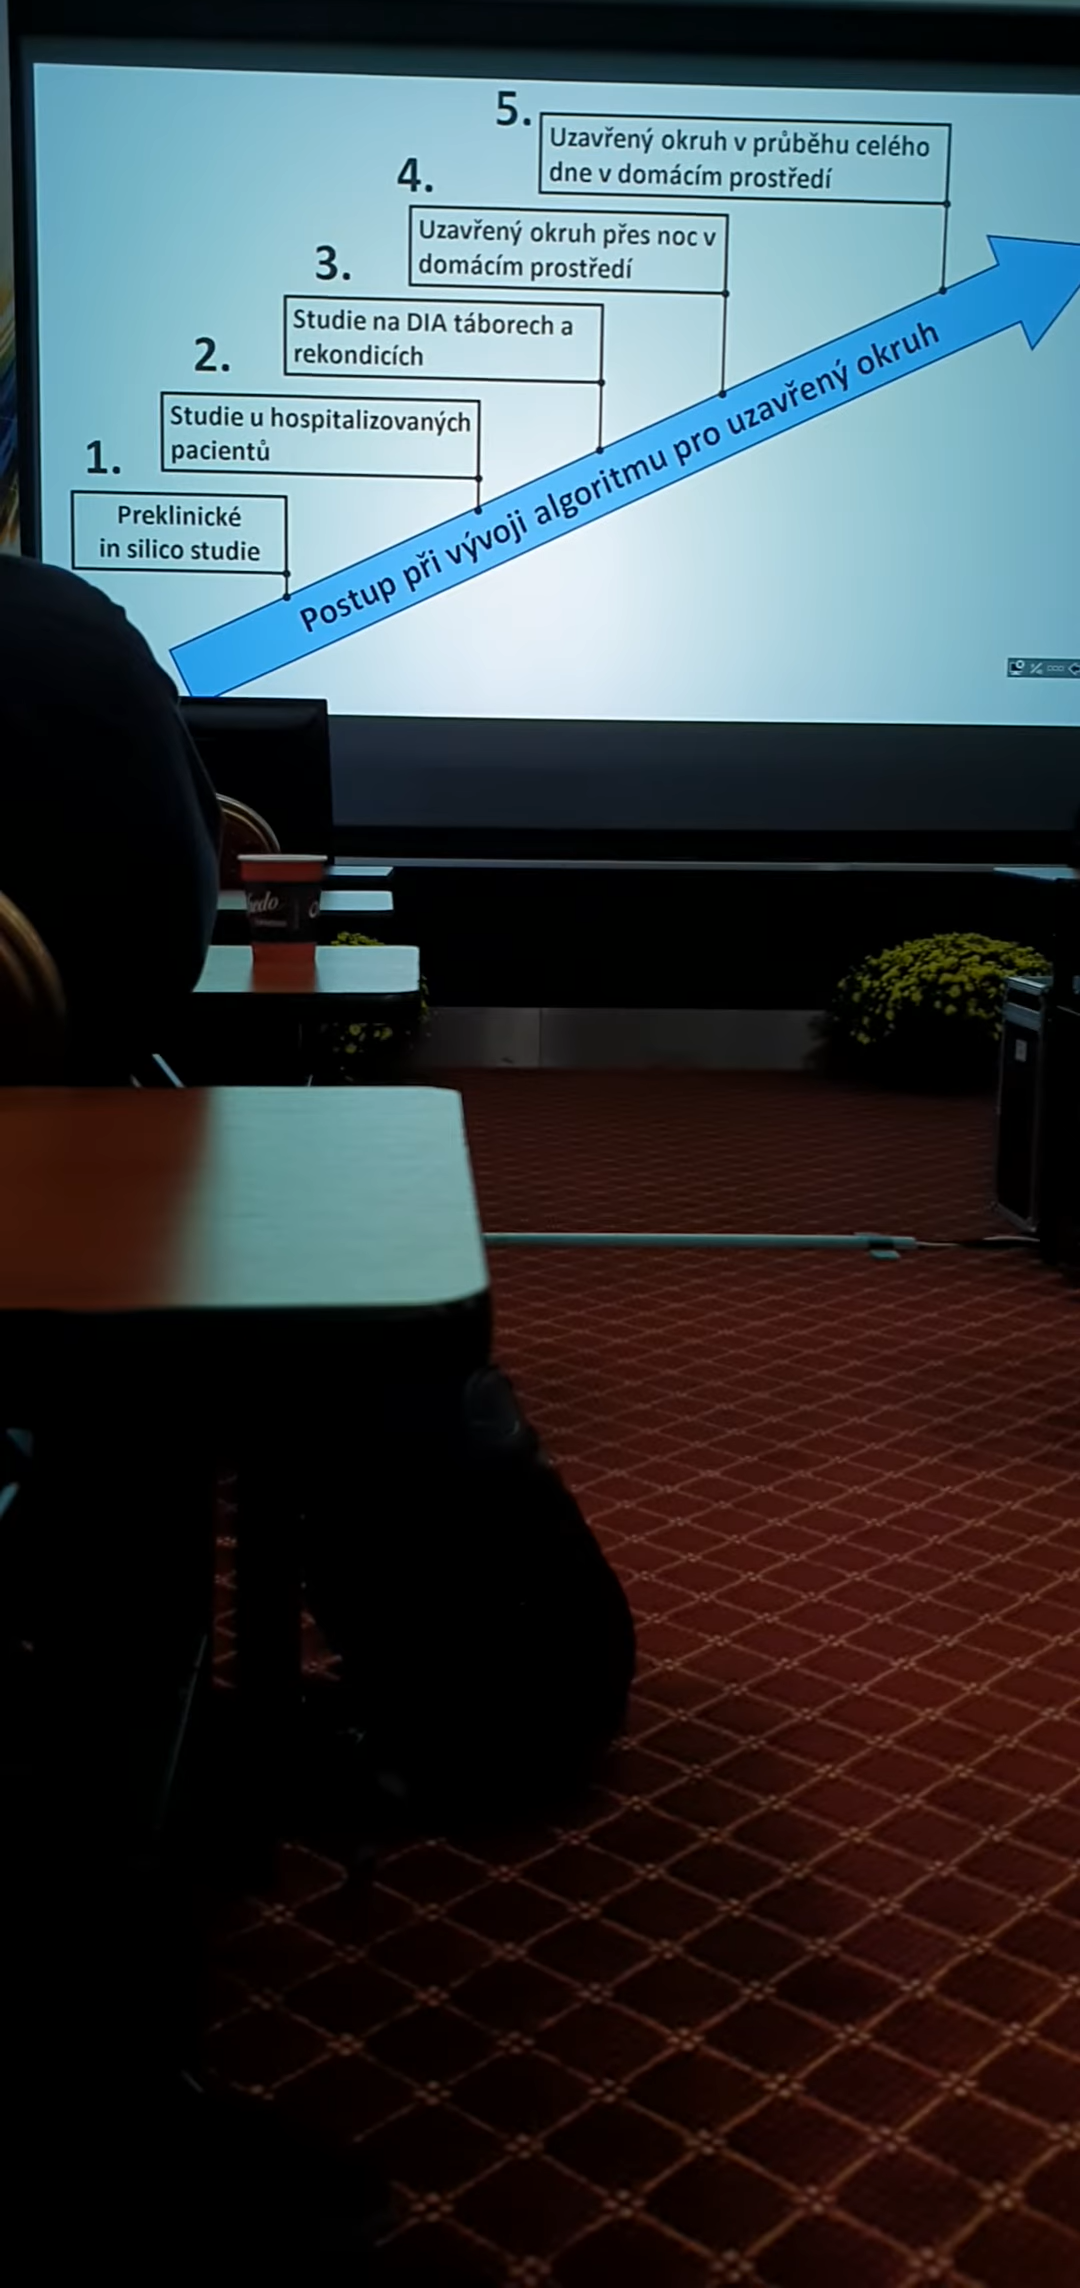 5.
Uzavřený okruh v průběhu celého
dne v domácím prostředí
4.
Uzavřený okruh přes noc v
domácím prostředí
3.
Studie na DIA táborech a
rekondicích
2.
Studie u hospitalizovaných
pacientů
1.
Preklinické
in silico studie
Postup při vývoji algoritmu pro uzavřený okruh